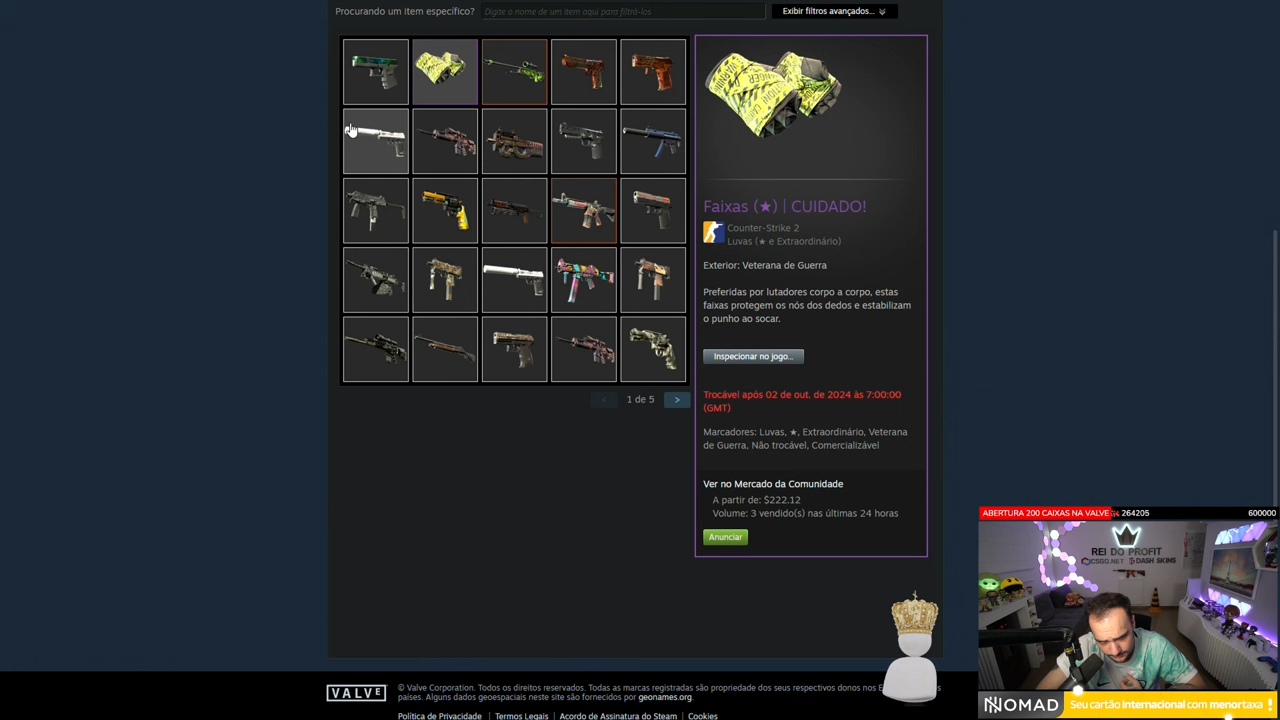 Procurando um item específico?
Digite o nome de um item aqui para filtrá-los
Exibir filtros avançados...
Faixas (★) | CUIDADO!
Counter-Strike 2
Luvas (★ e Extraordinário)
Exterior: Veterana de Guerra
Preferidas por lutadores corpo a corpo, estas
faixas protegem os nós dos dedos e estabilizam
o punho ao socar.
Inspecionar no jogo...
1 de 5
Trocável após 02 de out. de 2024 às 7:00:00
(GMT)
Marcadores: Luvas, ★, Extraordinário, Veterana
de Guerra, Não trocável, Comercializável
Ver no Mercado da Comunidade
A partir de: $222.12
Volume: 3 vendido(s) nas últimas 24 horas
Anunciar
ABERTURA 200 CAIXAS NA VALVE 264205 600000
REI DO PROFIT
CSGO.NET DASH SKINS
VALVE
© Valve Corporation. Todos os direitos reservados. Todas as marcas registradas são propriedade dos seus respectivos donos nos E
países. Alguns dados geoespaciais neste site são fornecidos por geonames.org.
Política de Privacidade | Termos Legais | Acordo de Assinatura do Steam | Cookies
NOMAD
Seu cartão internacional com menor taxa !